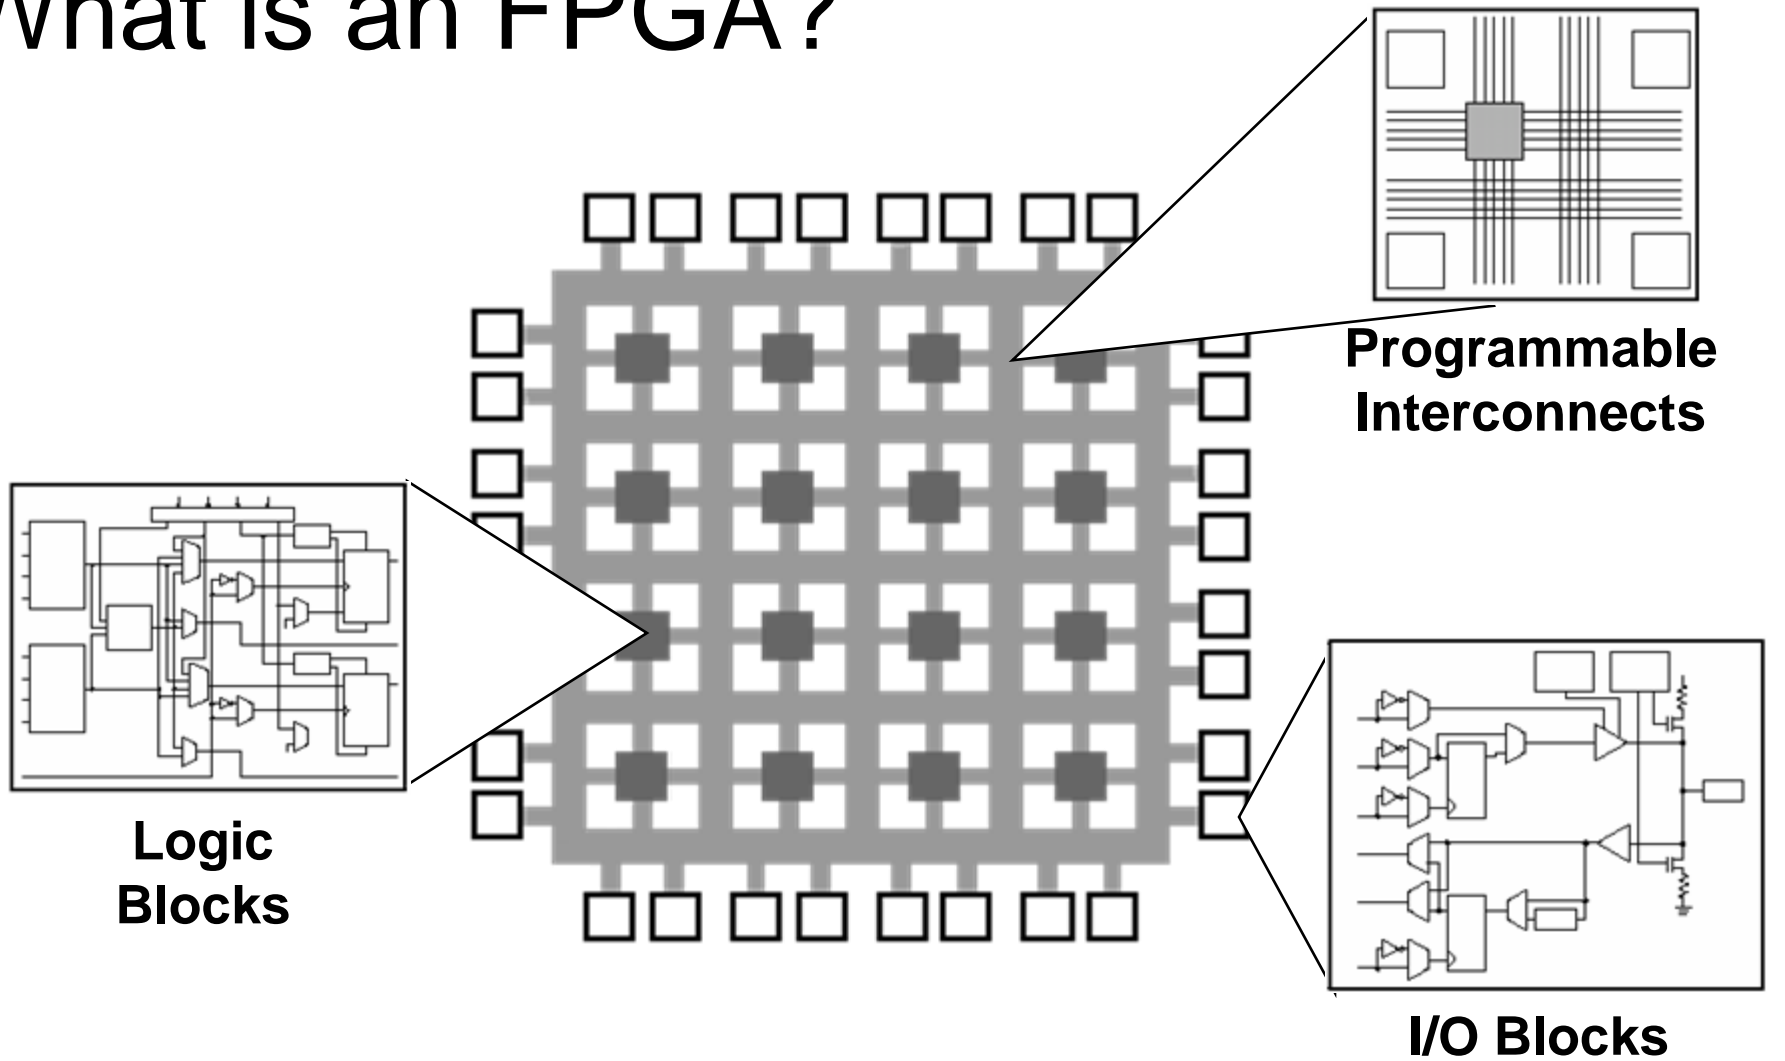 What is an FPGA?
Programmable
Interconnects
Logic
Blocks
I/O Blocks